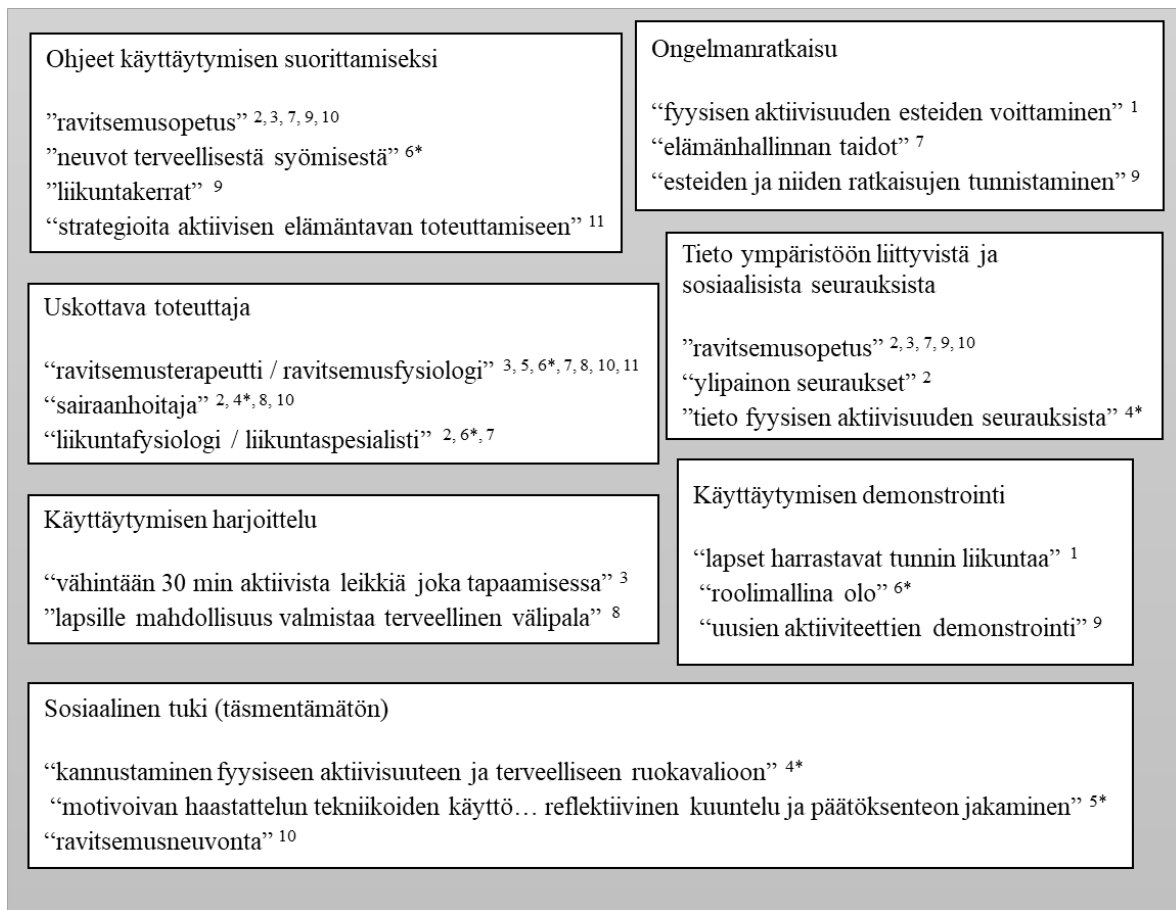 Ohjeet käyttäytymisen suorittamiseksi
”ravitsemusopetus” 2, 3, 7, 9, 10
“neuvot terveellisestä syömisestä” 6*
”liikuntakerrat” 9
“strategioita aktiivisen elämäntavan toteuttamiseen” 11
Ongelmanratkaisu
“fyysisen aktiivisuuden esteiden voittaminen” 1
“elämänhallinnan taidot” 7
“esteiden ja niiden ratkaisujen tunnistaminen” 9
Uskottava toteuttaja
“ravitsemusterapeutti / ravitsemusfysiologi” 3, 5, 6*, 7, 8, 10, 11
“sairaanhoitaja” 2, 4*, 8, 10
“liikuntafysiologi / liikuntaspesialisti” 2, 6*, 7
Tieto ympäristöön liittyvistä ja
sosiaalisista seurauksista
”ravitsemusopetus” 2, 3, 7, 9, 10
“ylipainon seuraukset” 2
”tieto fyysisen aktiivisuuden seurauksista” 4*
Käyttäytymisen harjoittelu
“vähintään 30 min aktiivista leikkiä joka tapaamisessa” 3
”lapsille mahdollisuus valmistaa terveellinen välipala” 8
Käyttäytymisen demonstrointi
“lapset harrastavat tunnin liikuntaa” 1
“roolimallina olo” 6*
“uusien aktiiviteettien demonstrointi” 9
Sosiaalinen tuki (täsmentämätön)
“kannustaminen fyysiseen aktiivisuuteen ja terveelliseen ruokavalioon” 4*
“motivoivan haastattelun tekniikoiden käyttö… reflektiivinen kuuntelu ja päätöksenteon jakaminen” 5*
“ravitsemusneuvonta” 10